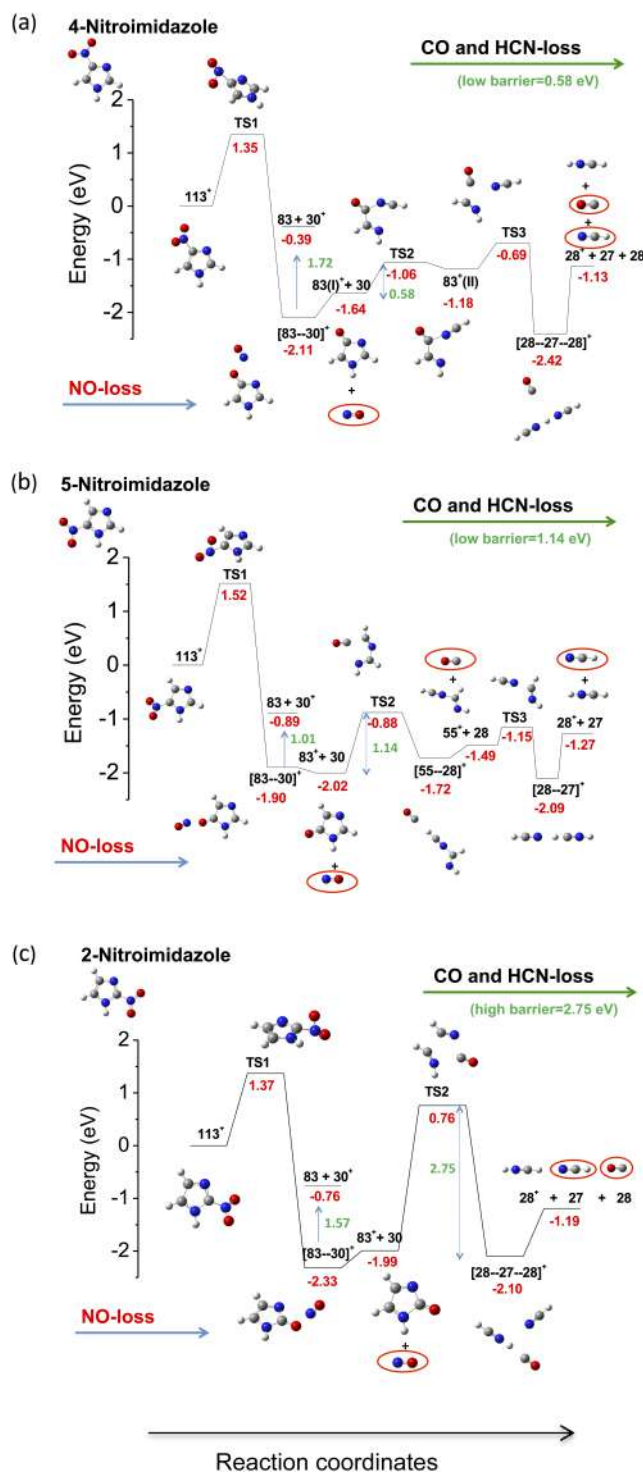 (a)
4-Nitroimidazole
CO and HCN-loss
(low barrier=0.58 eV)
2
1
0
-1
-2
Energy (eV)
TS1
1.35
113+
83 + 30+
-0.39
1.72
83(I)+ + 30
-1.64
[83--30]+
-2.11
TS2
-1.06
0.58
83+(II)
-1.18
TS3
-0.69
+
+
28+ + 27 + 28
-1.13
[28--27--28]+
-2.42
+
NO-loss
(b)
5-Nitroimidazole
CO and HCN-loss
(low barrier=1.14 eV)
2
1
0
-1
-2
Energy (eV)
TS1
1.52
113+
83 + 30+
-0.89
1.01
83+ + 30
[83--30]+
-2.02
-1.90
TS2
-0.88
1.14
+
55+ + 28
-1.49
[55--28]+
-1.72
TS3
-1.15
+
28+ + 27
-1.27
[28--27]+
-2.09
+
NO-loss
(c)
2-Nitroimidazole
CO and HCN-loss
(high barrier=2.75 eV)
2
1
0
-1
-2
Energy (eV)
TS1
1.37
113+
83 + 30+
-0.76
1.57
83+ + 30
[83--30]+
-1.99
-2.33
TS2
0.76
2.75
28+ + 27 + 28
-1.19
[28--27--28]+
-2.10
+
NO-loss
Reaction coordinates